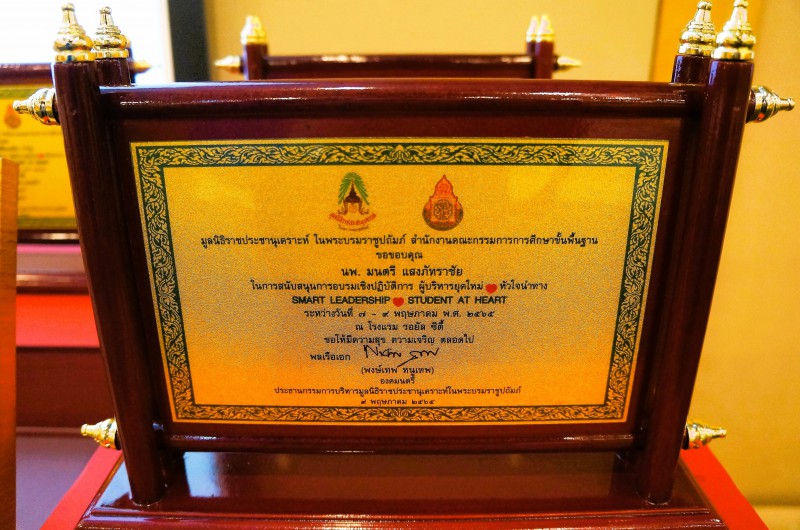 มูลนิธิราชประชานุเคราะห์ ในพระบรมราชูปถัมภ์ สำนักงานคณะกรรมการการศึกษาขั้นพื้นฐาน
ขอขอบคุณ
นพ. มนตรี แสงภัทราชัย
ในการสนับสนุนการอบรมเชิงปฏิบัติการ ผู้บริหารยุคใหม่ ❤ หัวใจนำทาง
SMART LEADERSHIP ❤ STUDENT AT HEART
ระหว่างวันที่ ๗ - ๙ พฤษภาคม พ.ศ. ๒๕๖๕
ณ โรงแรม รอยัล ซิตี้
ขอให้มีความสุข ความเจริญ ตลอดไป
พลเรือเอก
(พงษ์เทพ หนูเทพ)
องคมนตรี
ประธานกรรมการบริหารมูลนิธิราชประชานุเคราะห์ในพระบรมราชูปถัมภ์
๙ พฤษภาคม ๒๕๖๕